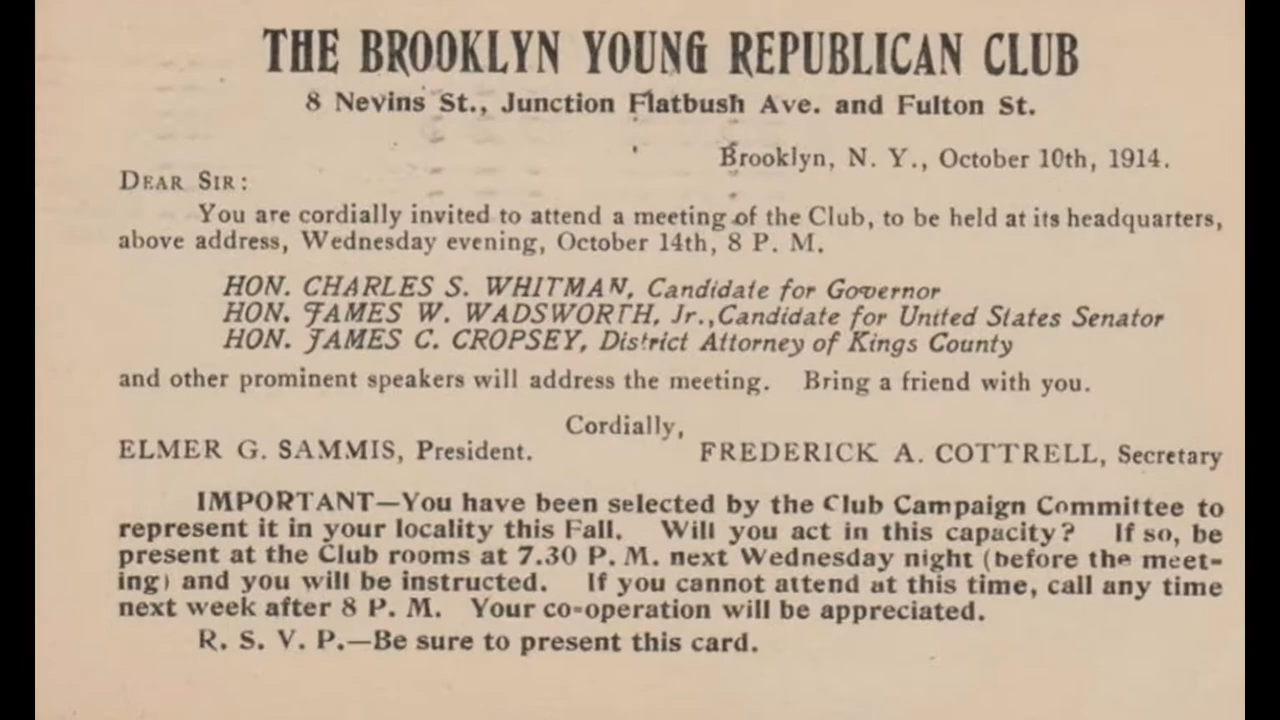 THE BROOKLYN YOUNG REPUBLICAN CLUB
8 Nevins St., Junction Flatbush Ave. and Fulton St.
Brooklyn, N. Y., October 10th, 1914.
DEAR SIR:
You are cordially invited to attend a meeting of the Club, to be held at its headquarters,
above address, Wednesday evening, October 14th, 8 P. M.
HON. CHARLES S. WHITMAN, Candidate for Governor
HON. JAMES W. WADSWORTH, Jr., Candidate for United States Senator
HON. JAMES C. CROPSEY, District Attorney of Kings County
and other prominent speakers will address the meeting. Bring a friend with you.
Cordially,
ELMER G. SAMMIS, President. FREDERICK A. COTTRELL, Secretary
IMPORTANT—You have been selected by the Club Campaign Committee to
represent it in your locality this Fall. Will you act in this capacity? If so, be
present at the Club rooms at 7.30 P. M. next Wednesday night (before the meet-
ing) and you will be instructed. If you cannot attend at this time, call any time
next week after 8 P. M. Your co-operation will be appreciated.
R. S. V. P.—Be sure to present this card.